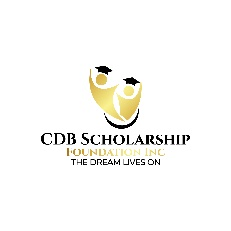 CDB Scholarship
Foundation Inc
THE DREAM LIVES ON